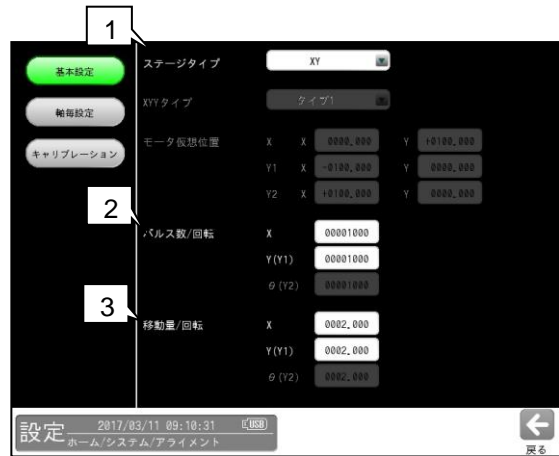 1
基本設定 ステージタイプ XY
軸毎設定 XYYタイプ タイプ1
キャリブレーション モータ仮想位置 X X 0000.000 Y +0100.000
Y1 X -0100.000 Y 0000.000
Y2 X +0100.000 Y 0000.000
2
パルス数/回転 X 00001000
Y(Y1) 00001000
θ(Y2) 00001000
3
移動量/回転 X 0002.000
Y(Y1) 0002.000
θ(Y2) 0002.000
設定 2017/03/11 09:10:31 USB
ホーム/システム/アライメント
戻る